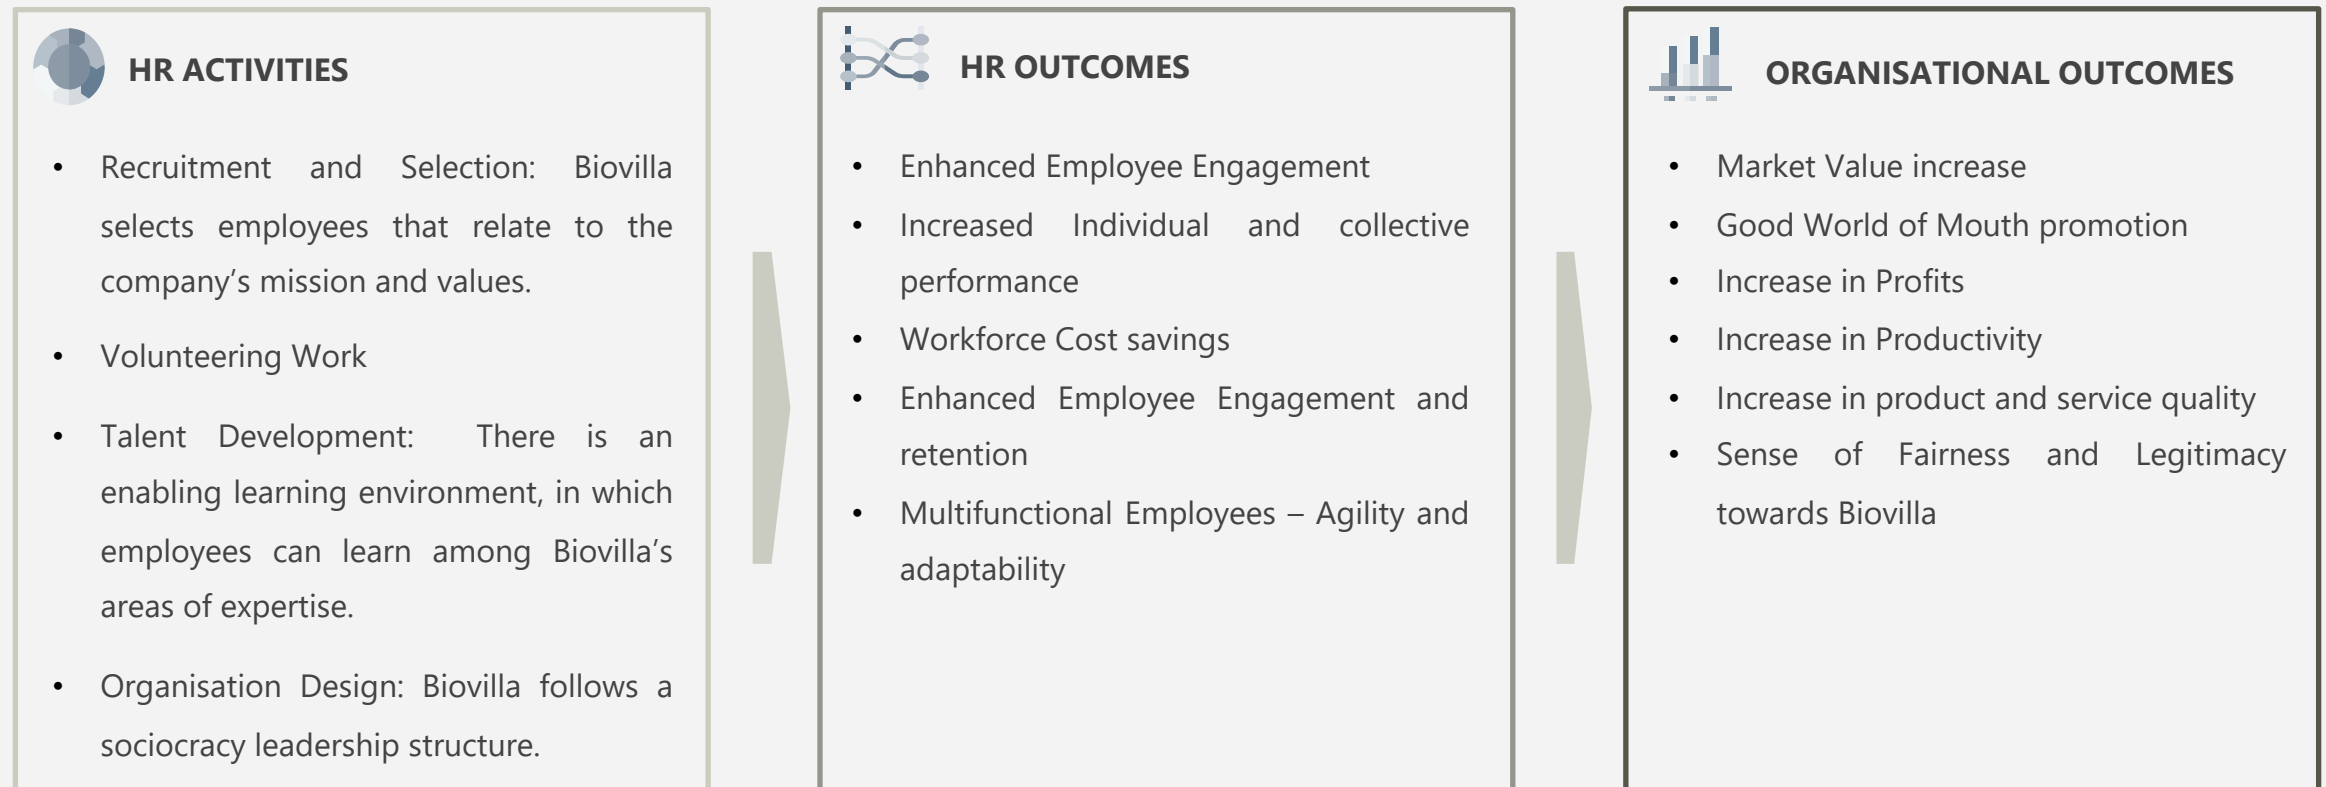 HR ACTIVITIES
• Recruitment and Selection: Biovilla
selects employees that relate to the
company’s mission and values.
• Volunteering Work
• Talent Development: There is an
enabling learning environment, in which
employees can learn among Biovilla’s
areas of expertise.
• Organisation Design: Biovilla follows a
sociocracy leadership structure.
HR OUTCOMES
• Enhanced Employee Engagement
• Increased Individual and collective
performance
• Workforce Cost savings
• Enhanced Employee Engagement and
retention
• Multifunctional Employees – Agility and
adaptability
ORGANISATIONAL OUTCOMES
• Market Value increase
• Good World of Mouth promotion
• Increase in Profits
• Increase in Productivity
• Increase in product and service quality
• Sense of Fairness and Legitimacy
towards Biovilla